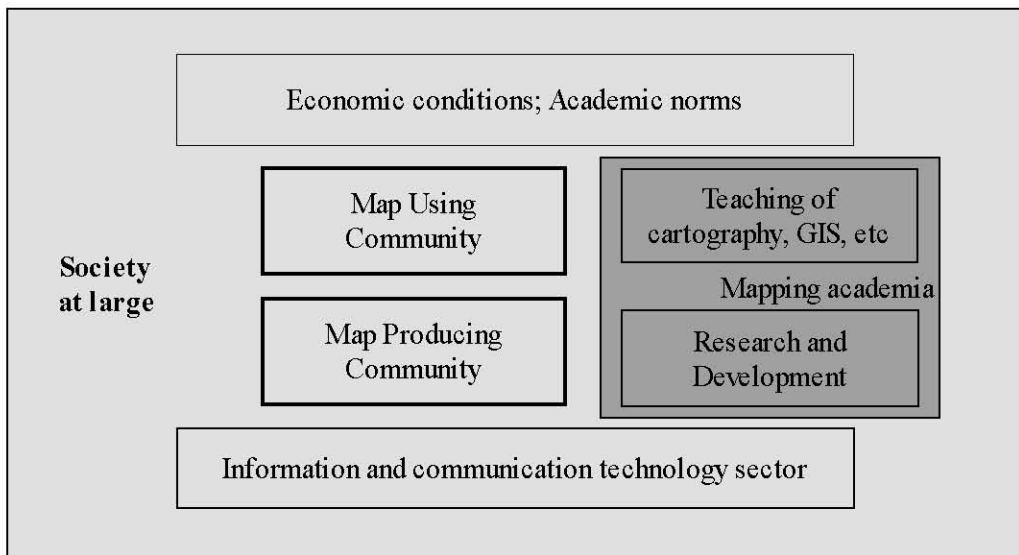 Economic conditions; Academic norms
Map Using
Community
Teaching of
cartography, GIS, etc
Society
at large
Mapping academia
Map Producing
Community
Research and
Development
Information and communication technology sector